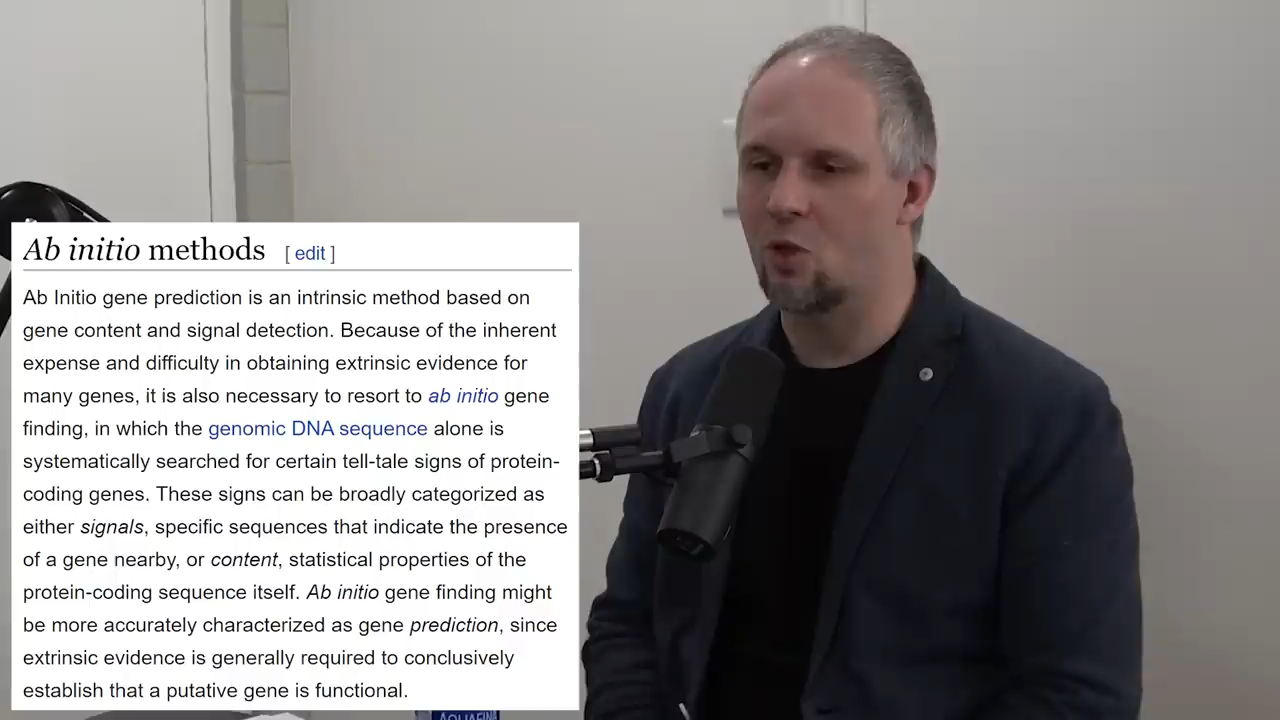 Ab initio methods [ edit ]
Ab Initio gene prediction is an intrinsic method based on
gene content and signal detection. Because of the inherent
expense and difficulty in obtaining extrinsic evidence for
many genes, it is also necessary to resort to ab initio gene
finding, in which the genomic DNA sequence alone is
systematically searched for certain tell-tale signs of protein-
coding genes. These signs can be broadly categorized as
either signals, specific sequences that indicate the presence
of a gene nearby, or content, statistical properties of the
protein-coding sequence itself. Ab initio gene finding might
be more accurately characterized as gene prediction, since
extrinsic evidence is generally required to conclusively
establish that a putative gene is functional.
AQUAFINA